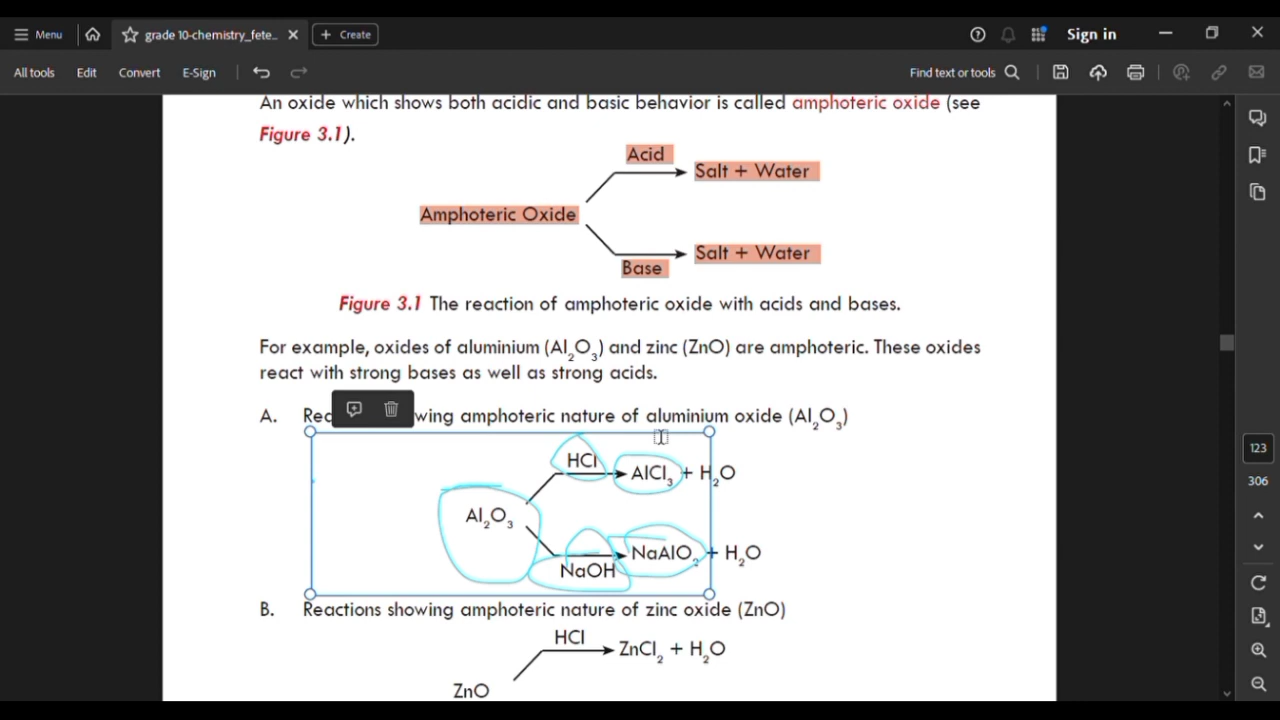 Menu
grade 10-chemistry_fete...
+ Create
Sign in
All tools Edit Convert E-Sign
Find text or tools
An oxide which shows both acidic and basic behavior is called amphoteric oxide (see
Figure 3.1).
Acid
Salt + Water
Amphoteric Oxide
Salt + Water
Base
Figure 3.1 The reaction of amphoteric oxide with acids and bases.
For example, oxides of aluminium (Al₂O₃) and zinc (ZnO) are amphoteric. These oxides
react with strong bases as well as strong acids.
A. wing amphoteric nature of aluminium oxide (Al₂O₃)
HCl
AlCl₃ + H₂O
Al₂O₃
NaAlO₂ + H₂O
NaOH
B. Reactions showing amphoteric nature of zinc oxide (ZnO)
HCl
ZnCl₂ + H₂O
ZnO
123
306